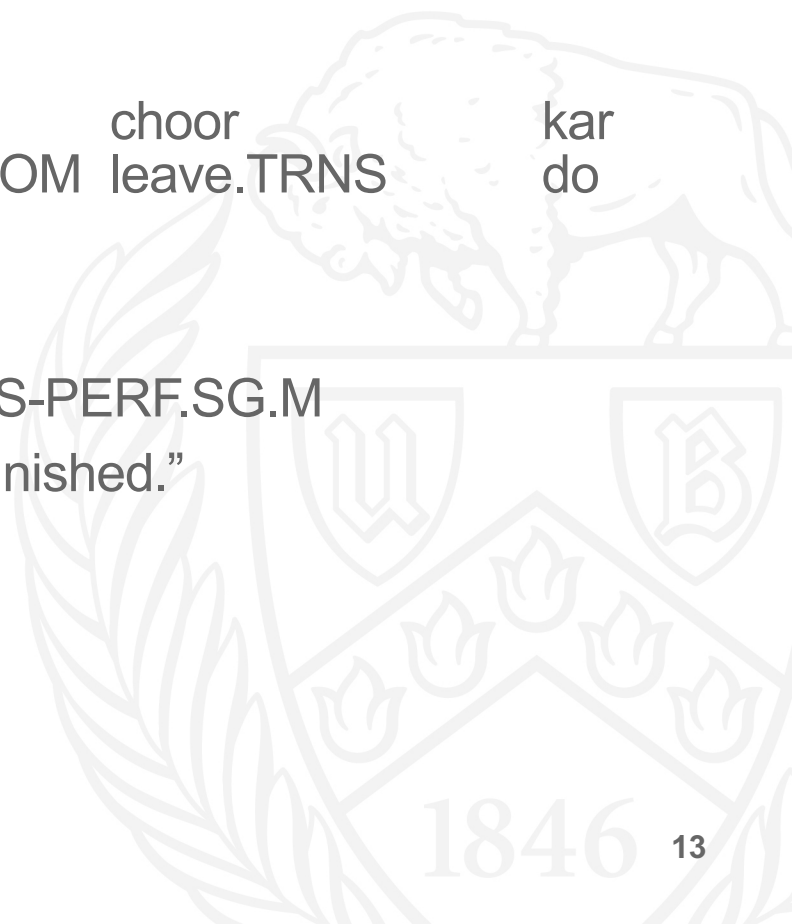 choor kar
OM leave.TRNS do
S-PERF.SG.M
nished.”
U B
1846
13